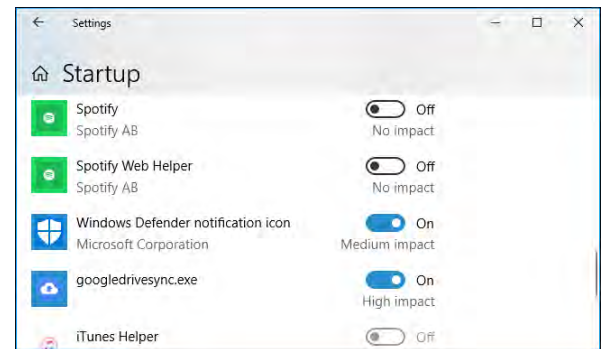 Settings
Startup
Spotify
Off
Spotify AB
No impact
Spotify Web Helper
Off
Spotify AB
No impact
Windows Defender notification icon
On
Microsoft Corporation
Medium impact
googledrivesync.exe
On
High impact
iTunes Helper
Off